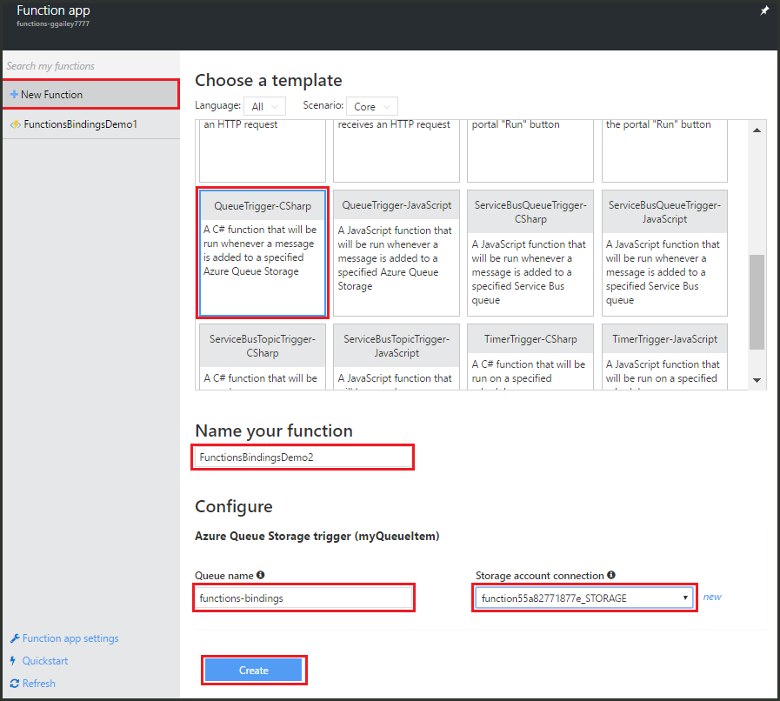 Function app
functions-ggailey7777
Search my functions
+ New Function
FunctionsBindingsDemo1
Choose a template
Language: All Scenario: Core
an HTTP request
receives an HTTP request
portal "Run" button
the portal "Run" button
QueueTrigger-CSharp
A C# function that will be
run whenever a message
is added to a specified
Azure Queue Storage
QueueTrigger-JavaScript
A JavaScript function that
will be run whenever a
message is added to a
specified Azure Queue
Storage
ServiceBusQueueTrigger-
CSharp
A JavaScript function that
will be run whenever a
message is added to a
specified Service Bus
queue
ServiceBusQueueTrigger-
JavaScript
A JavaScript function that
will be run whenever a
message is added to a
specified Service Bus
queue
ServiceBusTopicTrigger-
CSharp
A C# function that will be
ServiceBusTopicTrigger-
JavaScript
A JavaScript function that
TimerTrigger-CSharp
A C# function that will be
run on a specified
TimerTrigger-JavaScript
A JavaScript function that
will be run on a specified
Name your function
FunctionsBindingsDemo2
Configure
Azure Queue Storage trigger (myQueueItem)
Queue name
functions-bindings
Storage account connection
function55a82771877e_STORAGE
new
Function app settings
Quickstart
Refresh
Create